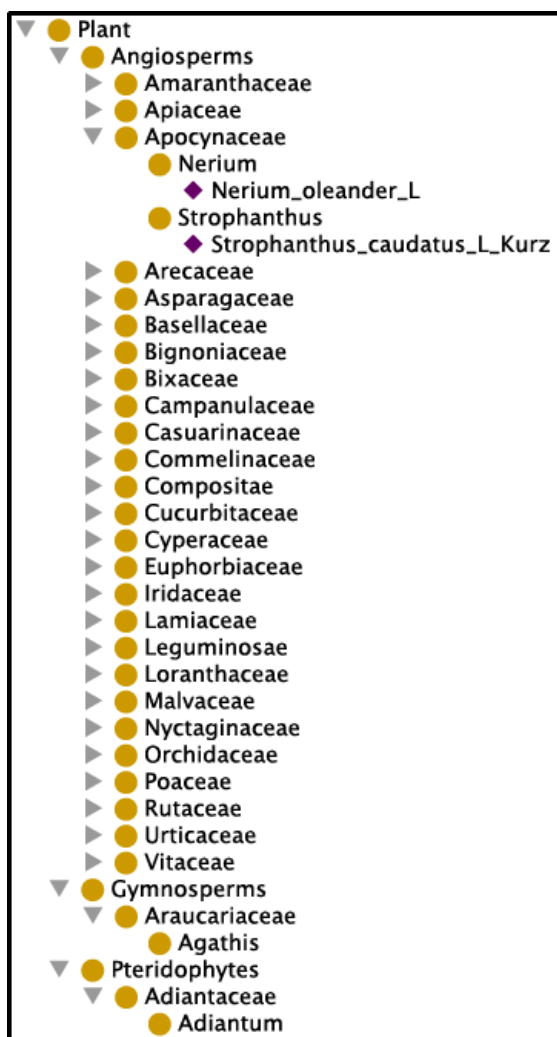 Plant
Angiosperms
Amaranthaceae
Apiaceae
Apocynaceae
Nerium
Nerium_oleander_L
Strophanthus
Strophanthus_caudatus_L_Kurz
Arecaceae
Asparagaceae
Basellaceae
Bignoniaceae
Bixaceae
Campanulaceae
Casuarinaceae
Commelinaceae
Compositae
Cucurbitaceae
Cyperaceae
Euphorbiaceae
Iridaceae
Lamiaceae
Leguminosae
Loranthaceae
Malvaceae
Nyctaginaceae
Orchidaceae
Poaceae
Rutaceae
Urticaceae
Vitaceae
Gymnosperms
Araucariaceae
Agathis
Pteridophytes
Adiantaceae
Adiantum